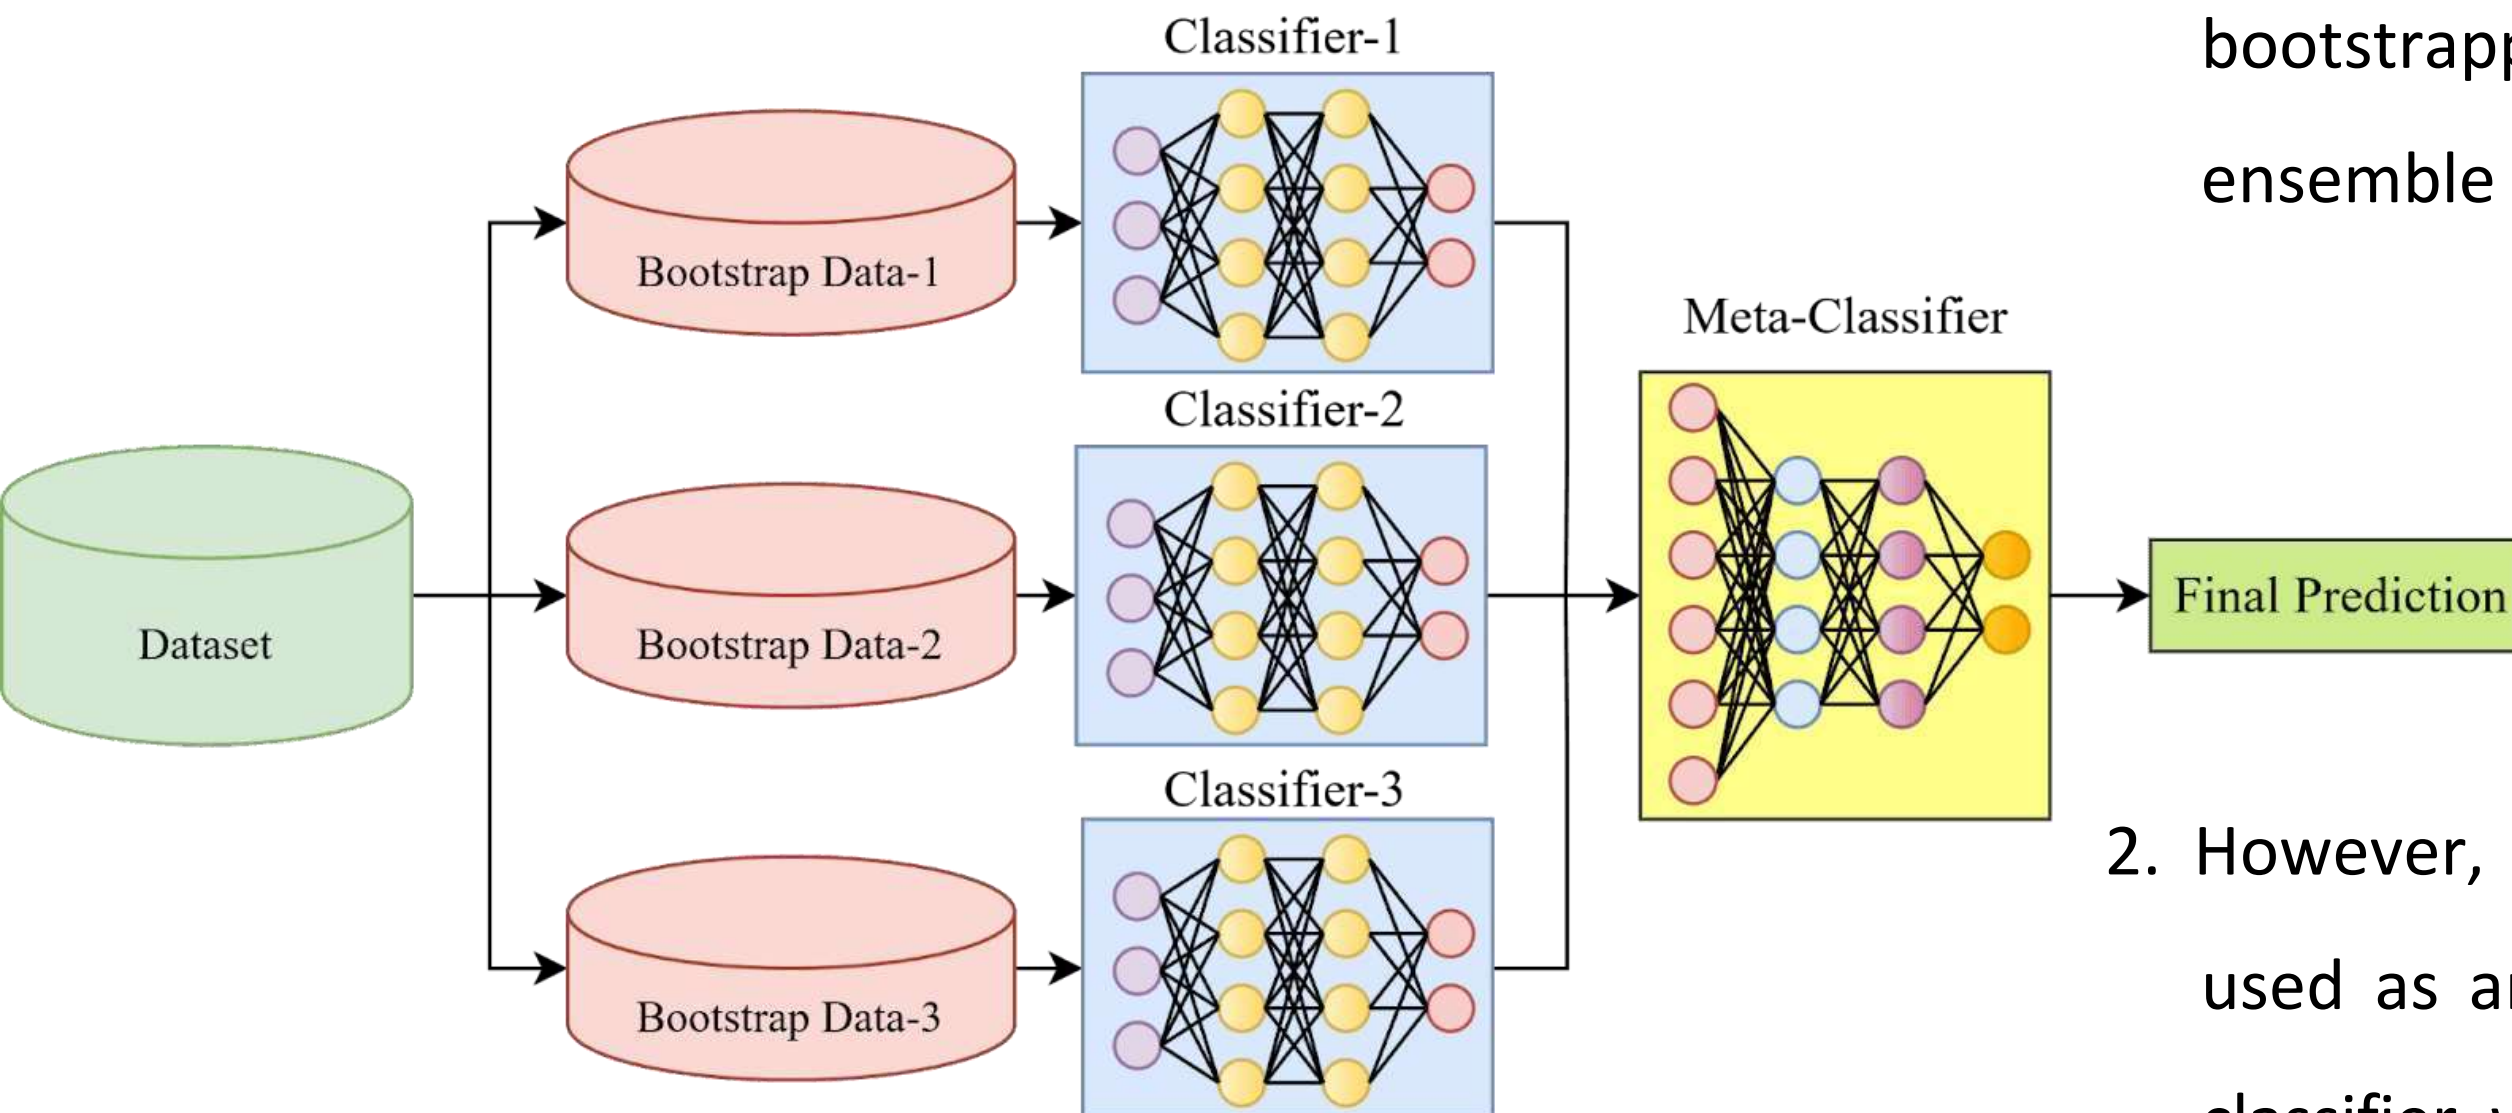 Classifier-1
Bootstrap Data-1
Classifier-2
Dataset
Bootstrap Data-2
Classifier-3
Bootstrap Data-3
Meta-Classifier
Final Prediction
ensemble
2. However,
used as